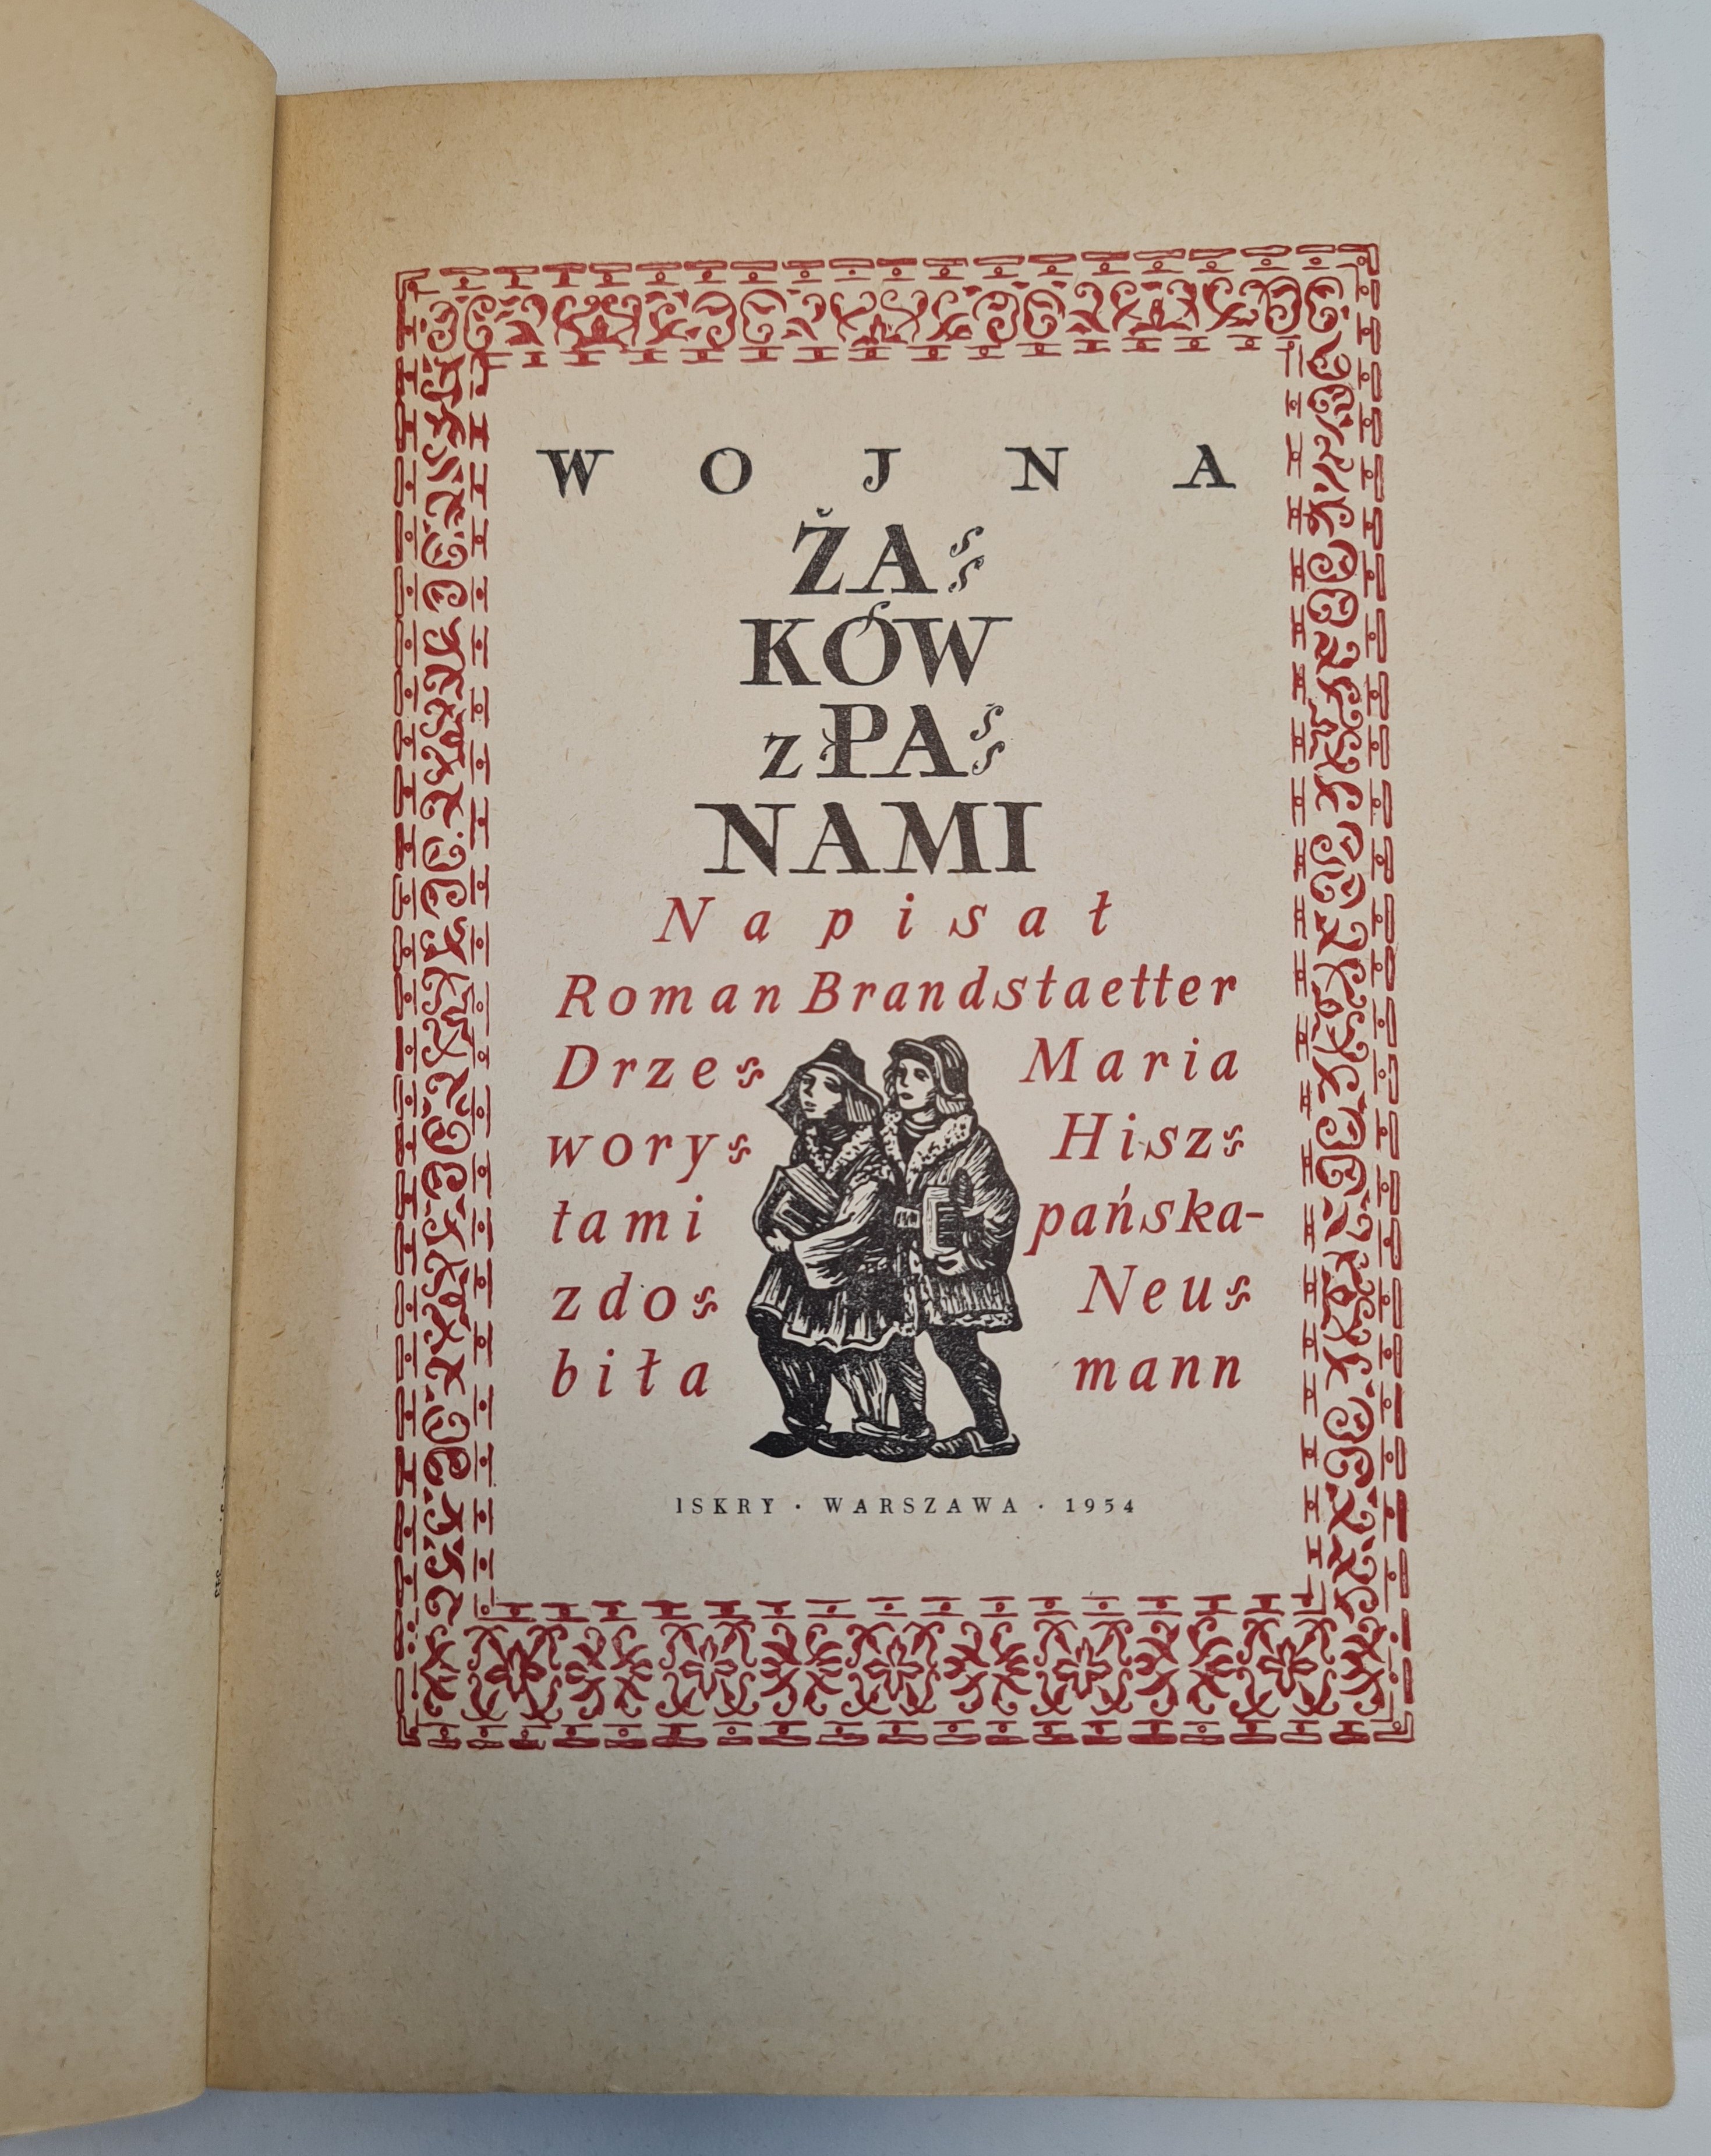 WOJNA
ŻA⸗
KÓW
z PA⸗
NAMI
Napisał
Roman Brandstaetter
Drze⸗ Maria
wory⸗ Hisz⸗
tami pańska-
zdo⸗ Neu⸗
biła mann
ISKRY · WARSZAWA · 1954